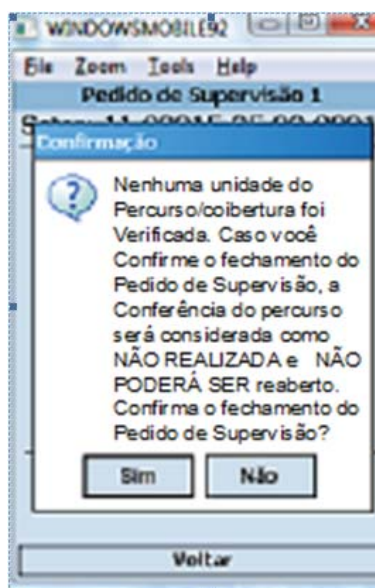 WINDOWSMOBILE92
File Zoom Tools Help
Pedido de Supervisão 1
Confirmação
Nenhuma unidade do
Percurso/coibertura foi
Verificada. Caso você
Confirme o fechamento do
Pedido de Supervisão, a
Conferência do percurso
será considerada como
NÃO REALIZADA e NÃO
PODERÁ SER reaberto.
Confirma o fechamento do
Pedido de Supervisão?
Sim Não
Voltar